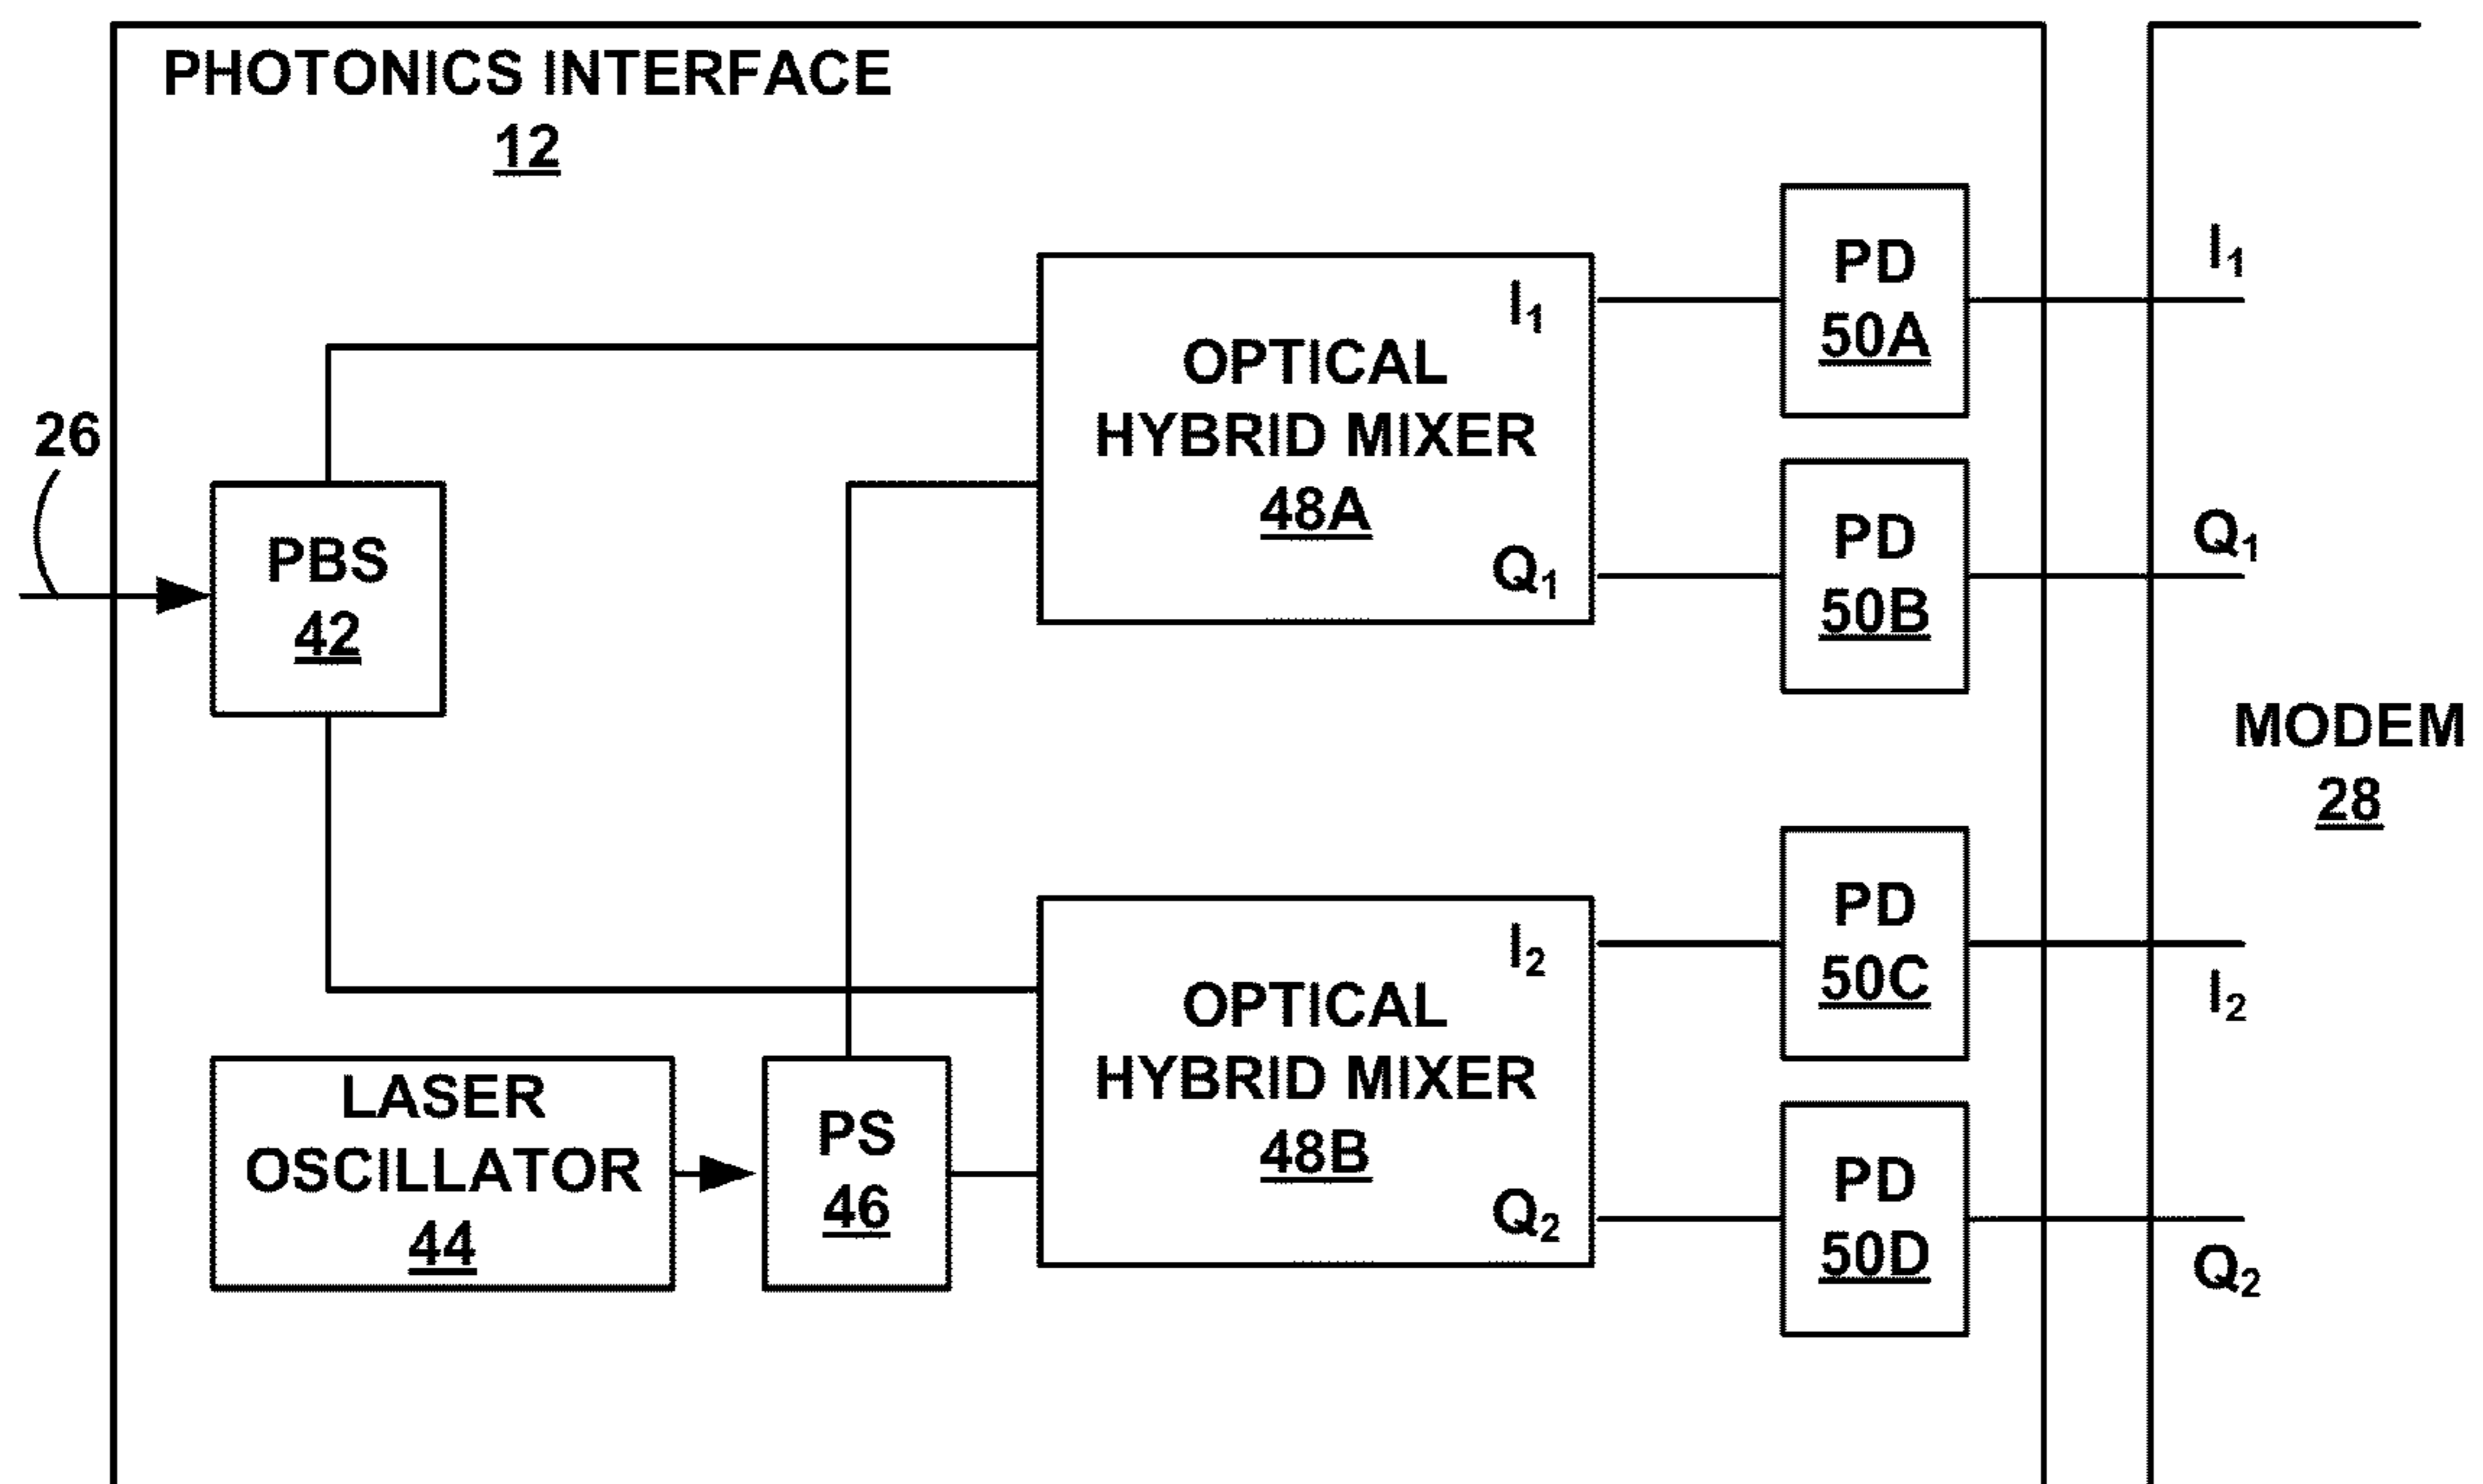 PHOTONICS INTERFACE
12
26
PBS
42
LASER
OSCILLATOR
44
PS
46
I₁
OPTICAL
HYBRID MIXER
48A
Q₁
I₂
OPTICAL
HYBRID MIXER
48B
Q₂
PD
50A
PD
50B
PD
50C
PD
50D
I₁
Q₁
MODEM
28
I₂
Q₂